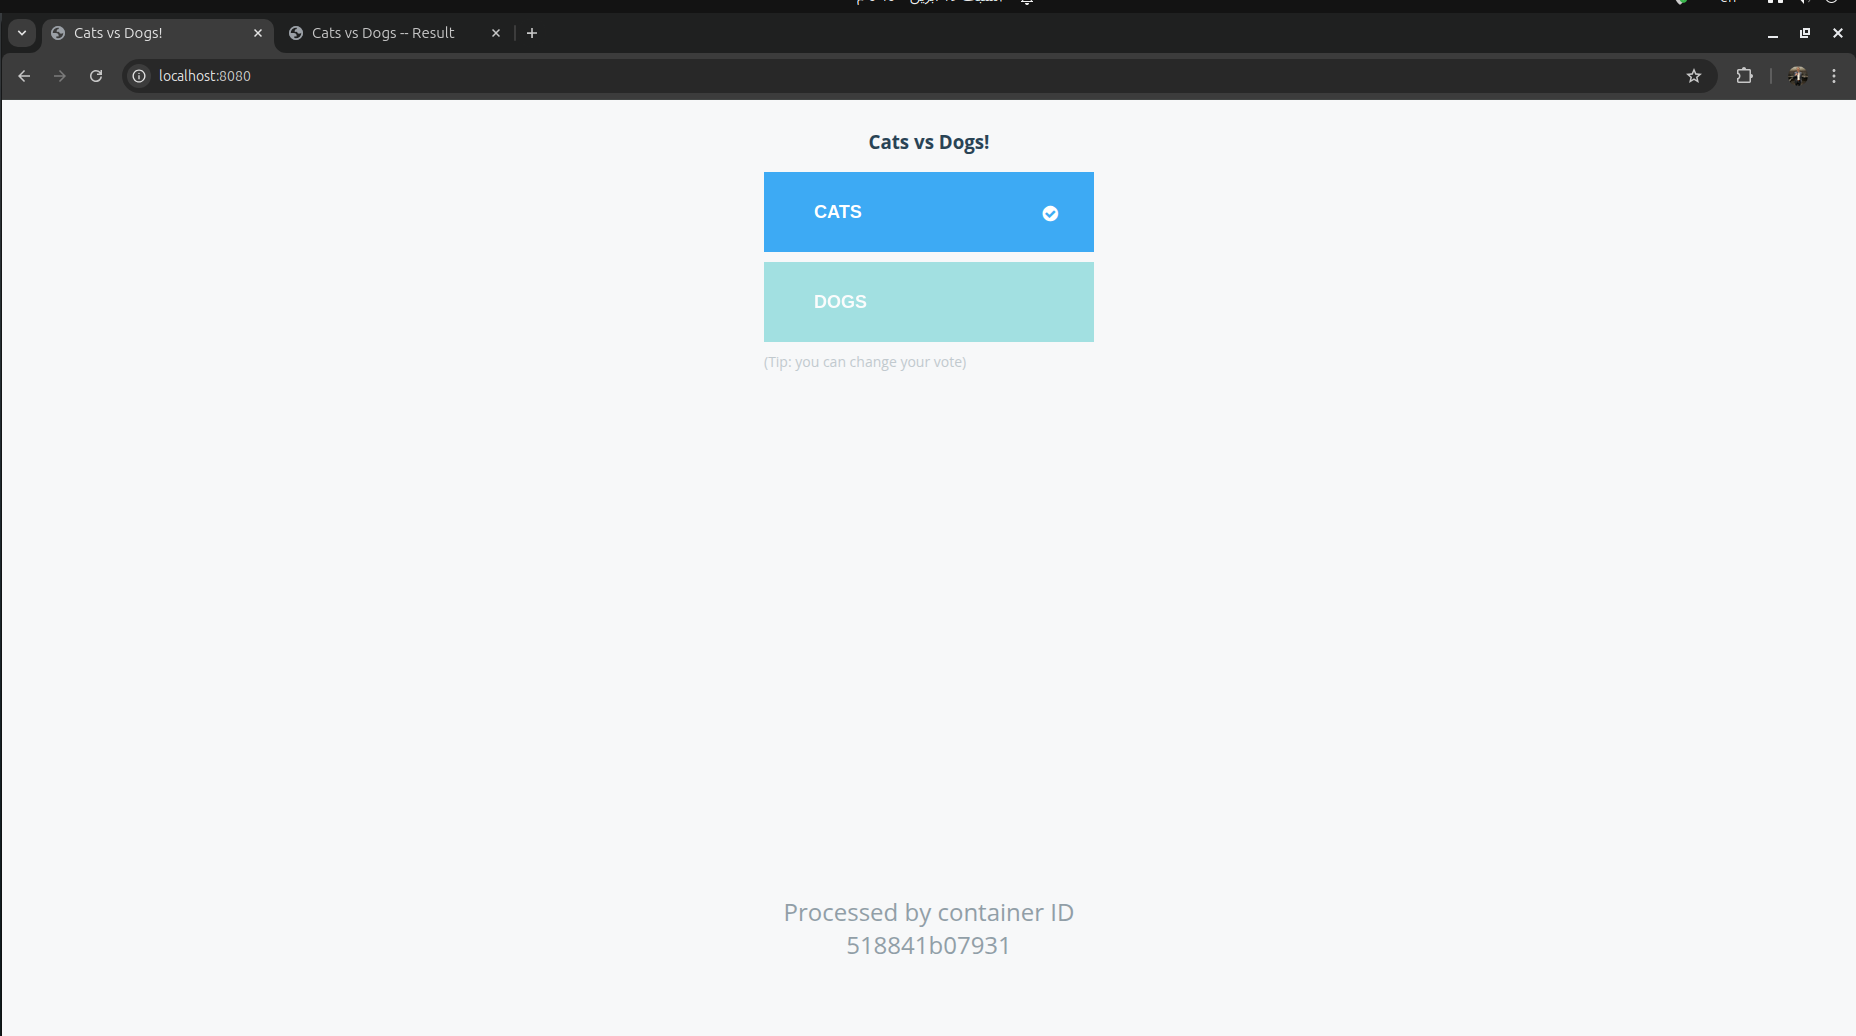 Cats vs Dogs!
Cats vs Dogs -- Result
localhost:8080
Cats vs Dogs!
CATS
DOGS
(Tip: you can change your vote)
Processed by container ID
518841b07931